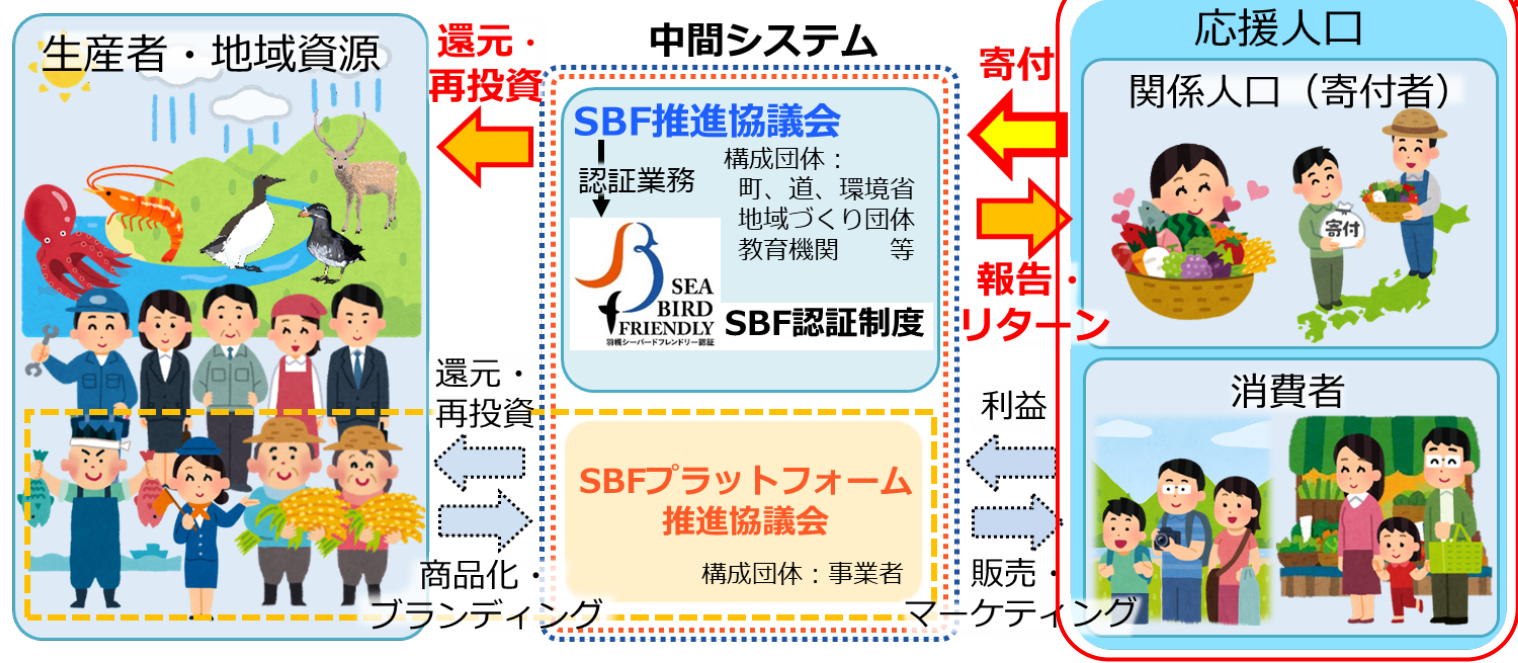 生産者・地域資源
還元・
再投資
中間システム
SBF推進協議会
認証業務
構成団体：
町、道、環境省
地域づくり団体
教育機関　　等
SEA
BIRD
FRIENDLY
羽幌シーバードフレンドリー認証
SBF認証制度
寄付
報告・
リターン
応援人口
関係人口（寄付者）
寄付
消費者
還元・
再投資
商品化・
ブランディング
SBFプラットフォーム
推進協議会
構成団体：事業者
利益
販売・
マーケティング